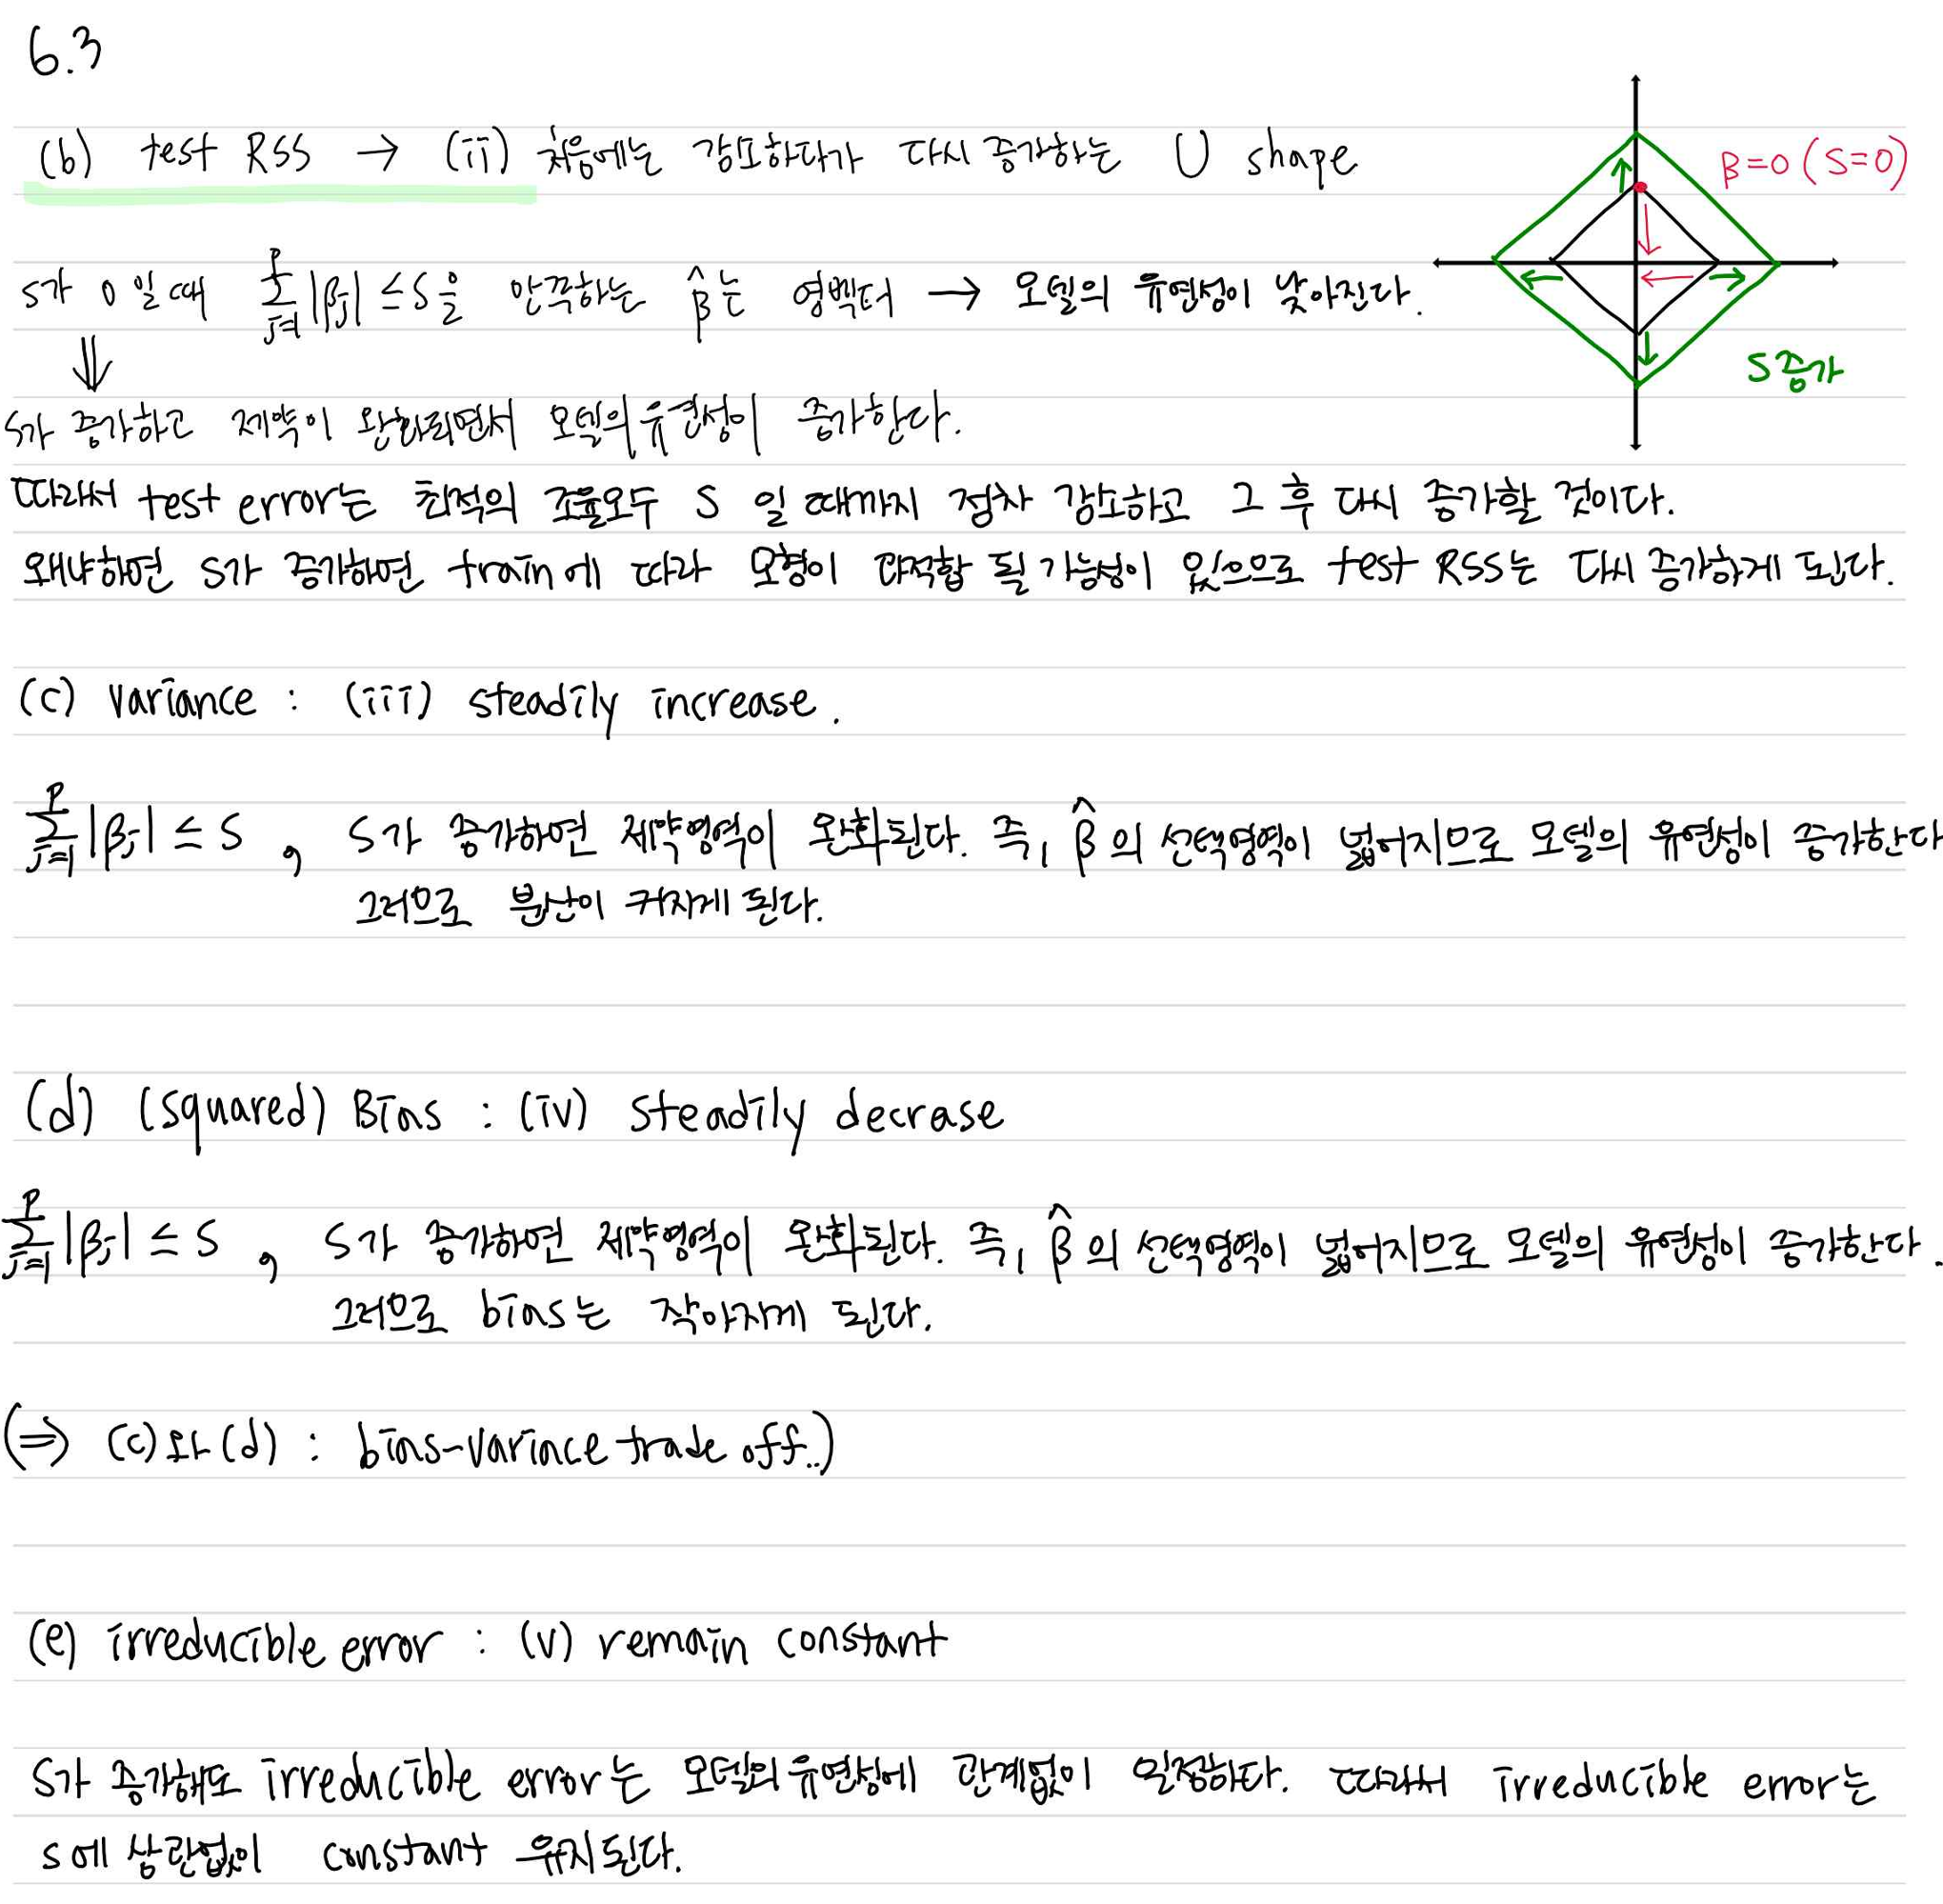 6.3
(b) test RSS → (ii) 처음에는 감소하다가 다시 증가하는 U shape
β=0 (S=0)
S가 0일 때 \sum_{j=1}^{p} |β_j| ≤ S을 만족하는 \hat{β}는 영벡터 → 모델의 유연성이 낮아진다.
S 증가
⇓
S가 증가하고 제약이 완화되면서 모델의 유연성이 증가한다.
따라서 test error는 최적의 조율모수 S 일 때까지 점차 감소하고 그 후 다시 증가할 것이다.
왜냐하면 S가 증가하면 train에 따라 모형이 과적합 될 가능성이 있으므로 test RSS는 다시 증가하게 된다.
(c) variance : (iii) steadily increase.
\sum_{j=1}^{p} |β_j| ≤ S , S가 증가하면 제약영역이 완화된다. 즉, \hat{β}의 선택영역이 넓어지므로 모델의 유연성이 증가한다
그러므로 분산이 커지게 된다.
(d) (squared) Bias : (iv) steadily decrease
\sum_{j=1}^{p} |β_j| ≤ S , S가 증가하면 제약영역이 완화된다. 즉, \hat{β}의 선택영역이 넓어지므로 모델의 유연성이 증가한다.
그러므로 bias는 작아지게 된다.
(⇒ (c)와 (d) : bias-varince trade off..)
(e) irreducible error : (v) remain constant
S가 증가해도 irreducible error는 모델의 유연성에 관계없이 일정하다. 따라서 irreducible error는
S에 상관없이 constant 유지된다.